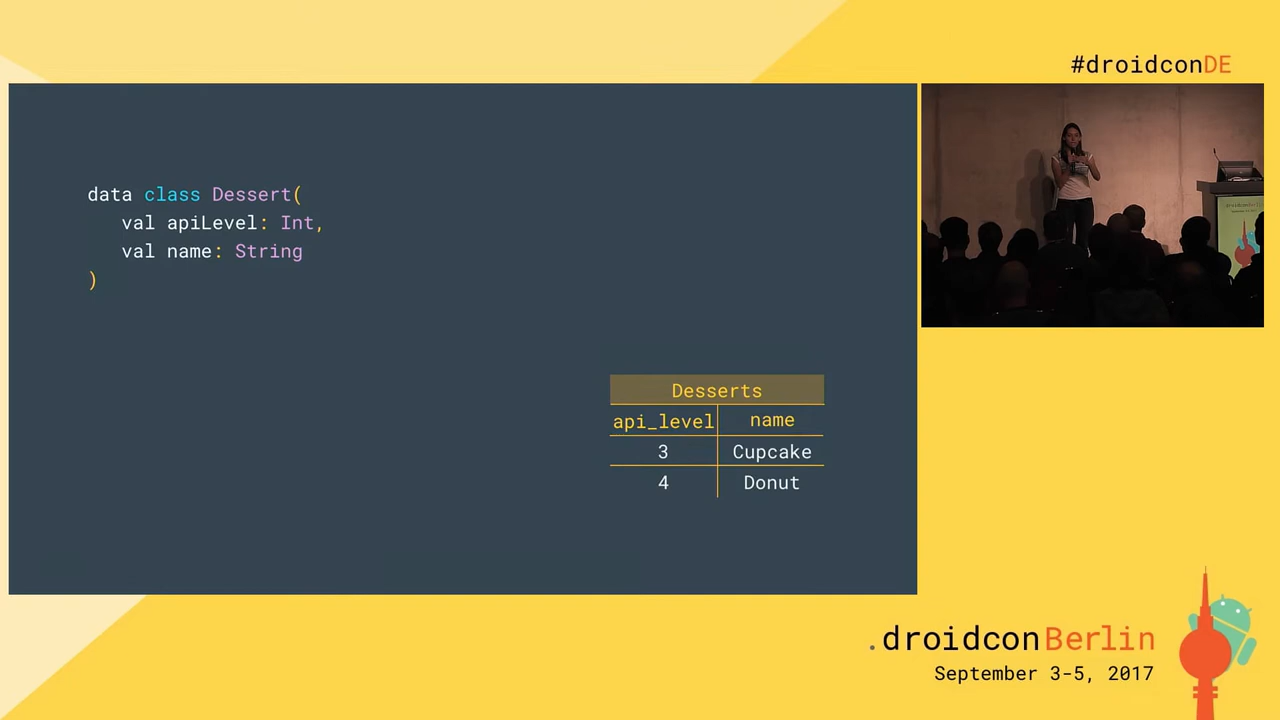 #droidconDE
data class Dessert(
val apiLevel: Int,
val name: String
)
Desserts
api_level name
3 Cupcake
4 Donut
.droidconBerlin
September 3-5, 2017